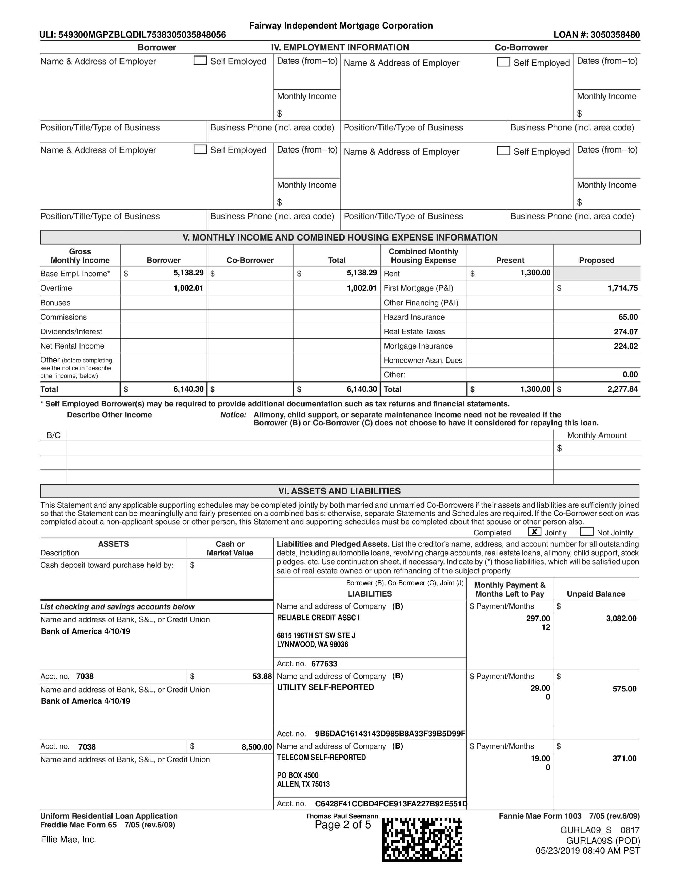 Fairway Independent Mortgage Corporation
ULI: 549300MGPZBLQDIL7538305035848056 LOAN #: 3050358480
Borrower IV. EMPLOYMENT INFORMATION Co-Borrower
Name & Address of Employer Self Employed Dates (from–to) Name & Address of Employer Self Employed Dates (from–to)
Monthly Income Monthly Income
$ $
Position/Title/Type of Business Business Phone (incl. area code) Position/Title/Type of Business Business Phone (incl. area code)
Name & Address of Employer Self Employed Dates (from–to) Name & Address of Employer Self Employed Dates (from–to)
Monthly Income Monthly Income
$ $
Position/Title/Type of Business Business Phone (incl. area code) Position/Title/Type of Business Business Phone (incl. area code)
V. MONTHLY INCOME AND COMBINED HOUSING EXPENSE INFORMATION
Gross Monthly Income Borrower Co-Borrower Total Combined Monthly Housing Expense Present Proposed
Base Empl. Income* $ 5,138.29 $ $ 5,138.29 Rent $ 1,300.00
Overtime 1,002.01 1,002.01 First Mortgage (P&I) $ 1,714.75
Bonuses Other Financing (P&I)
Commissions Hazard Insurance 65.00
Dividends/Interest Real Estate Taxes 274.07
Net Rental Income Mortgage Insurance 224.02
Other (before completing, see the notice in "describe other income," below) Homeowner Assn. Dues
Other: 0.00
Total $ 6,140.30 $ $ 6,140.30 Total $ 1,300.00 $ 2,277.84
* Self Employed Borrower(s) may be required to provide additional documentation such as tax returns and financial statements.
Describe Other Income Notice: Alimony, child support, or separate maintenance income need not be revealed if the
Borrower (B) or Co-Borrower (C) does not choose to have it considered for repaying this loan.
B/C Monthly Amount
$
VI. ASSETS AND LIABILITIES
This Statement and any applicable supporting schedules may be completed jointly by both married and unmarried Co-Borrowers if their assets and liabilities are sufficiently joined
so that the Statement can be meaningfully and fairly presented on a combined basis; otherwise, separate Statements and Schedules are required. If the Co-Borrower section was
completed about a non-applicant spouse or other person, this Statement and supporting schedules must be completed about that spouse or other person also.
Completed X Jointly Not Jointly
ASSETS Cash or Market Value
Description
Cash deposit toward purchase held by: $
Liabilities and Pledged Assets. List the creditor's name, address, and account number for all outstanding
debts, including automobile loans, revolving charge accounts, real estate loans, alimony, child support, stock
pledges, etc. Use continuation sheet, if necessary. Indicate by (*) those liabilities, which will be satisfied upon
sale of real estate owned or upon refinancing of the subject property.
Borrower (B), Co-Borrower (C), Joint (J)
LIABILITIES Monthly Payment & Months Left to Pay Unpaid Balance
List checking and savings accounts below Name and address of Company (B) $ Payment/Months $
Name and address of Bank, S&L, or Credit Union RELIABLE CREDIT ASSC I 297.00 3,082.00
Bank of America 4/10/19 12
6815 196TH ST SW STE J
LYNNWOOD, WA 98036
Acct. no. 677633
Acct. no. 7038 $ 53.88 Name and address of Company (B) $ Payment/Months $
Name and address of Bank, S&L, or Credit Union UTILITY SELF-REPORTED 29.00 575.00
Bank of America 4/10/19 0
Acct. no. 9B6DAC16143143D985B8A33F39B5D99F
Acct. no. 7038 $ 8,500.00 Name and address of Company (B) $ Payment/Months $
Name and address of Bank, S&L, or Credit Union TELECOM SELF-REPORTED 19.00 371.00
0
PO BOX 4500
ALLEN, TX 75013
Acct. no. C6428F41CCBD4FCE913FA227B92E551D
Uniform Residential Loan Application Thomas Paul Seemann Fannie Mae Form 1003 7/05 (rev.6/09)
Freddie Mac Form 65 7/05 (rev.6/09) Page 2 of 5
Ellie Mae, Inc. GURLA09_S 0817
GURLA09S (POD)
05/23/2019 08:40 AM PST